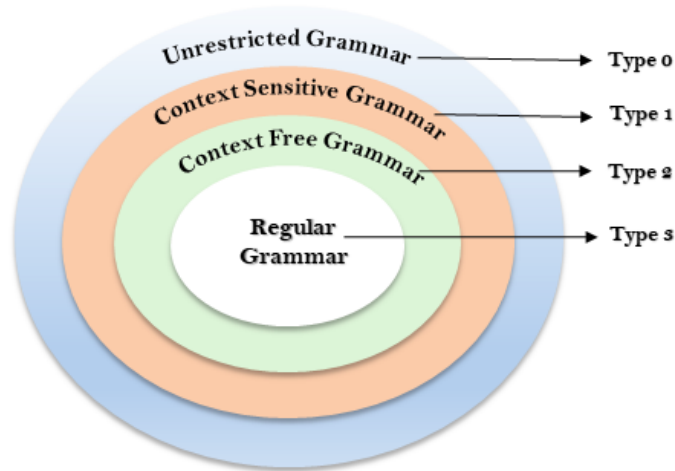 Unrestricted Grammar
Type 0
Context Sensitive Grammar
Type 1
Context Free Grammar
Type 2
Regular
Grammar
Type 3